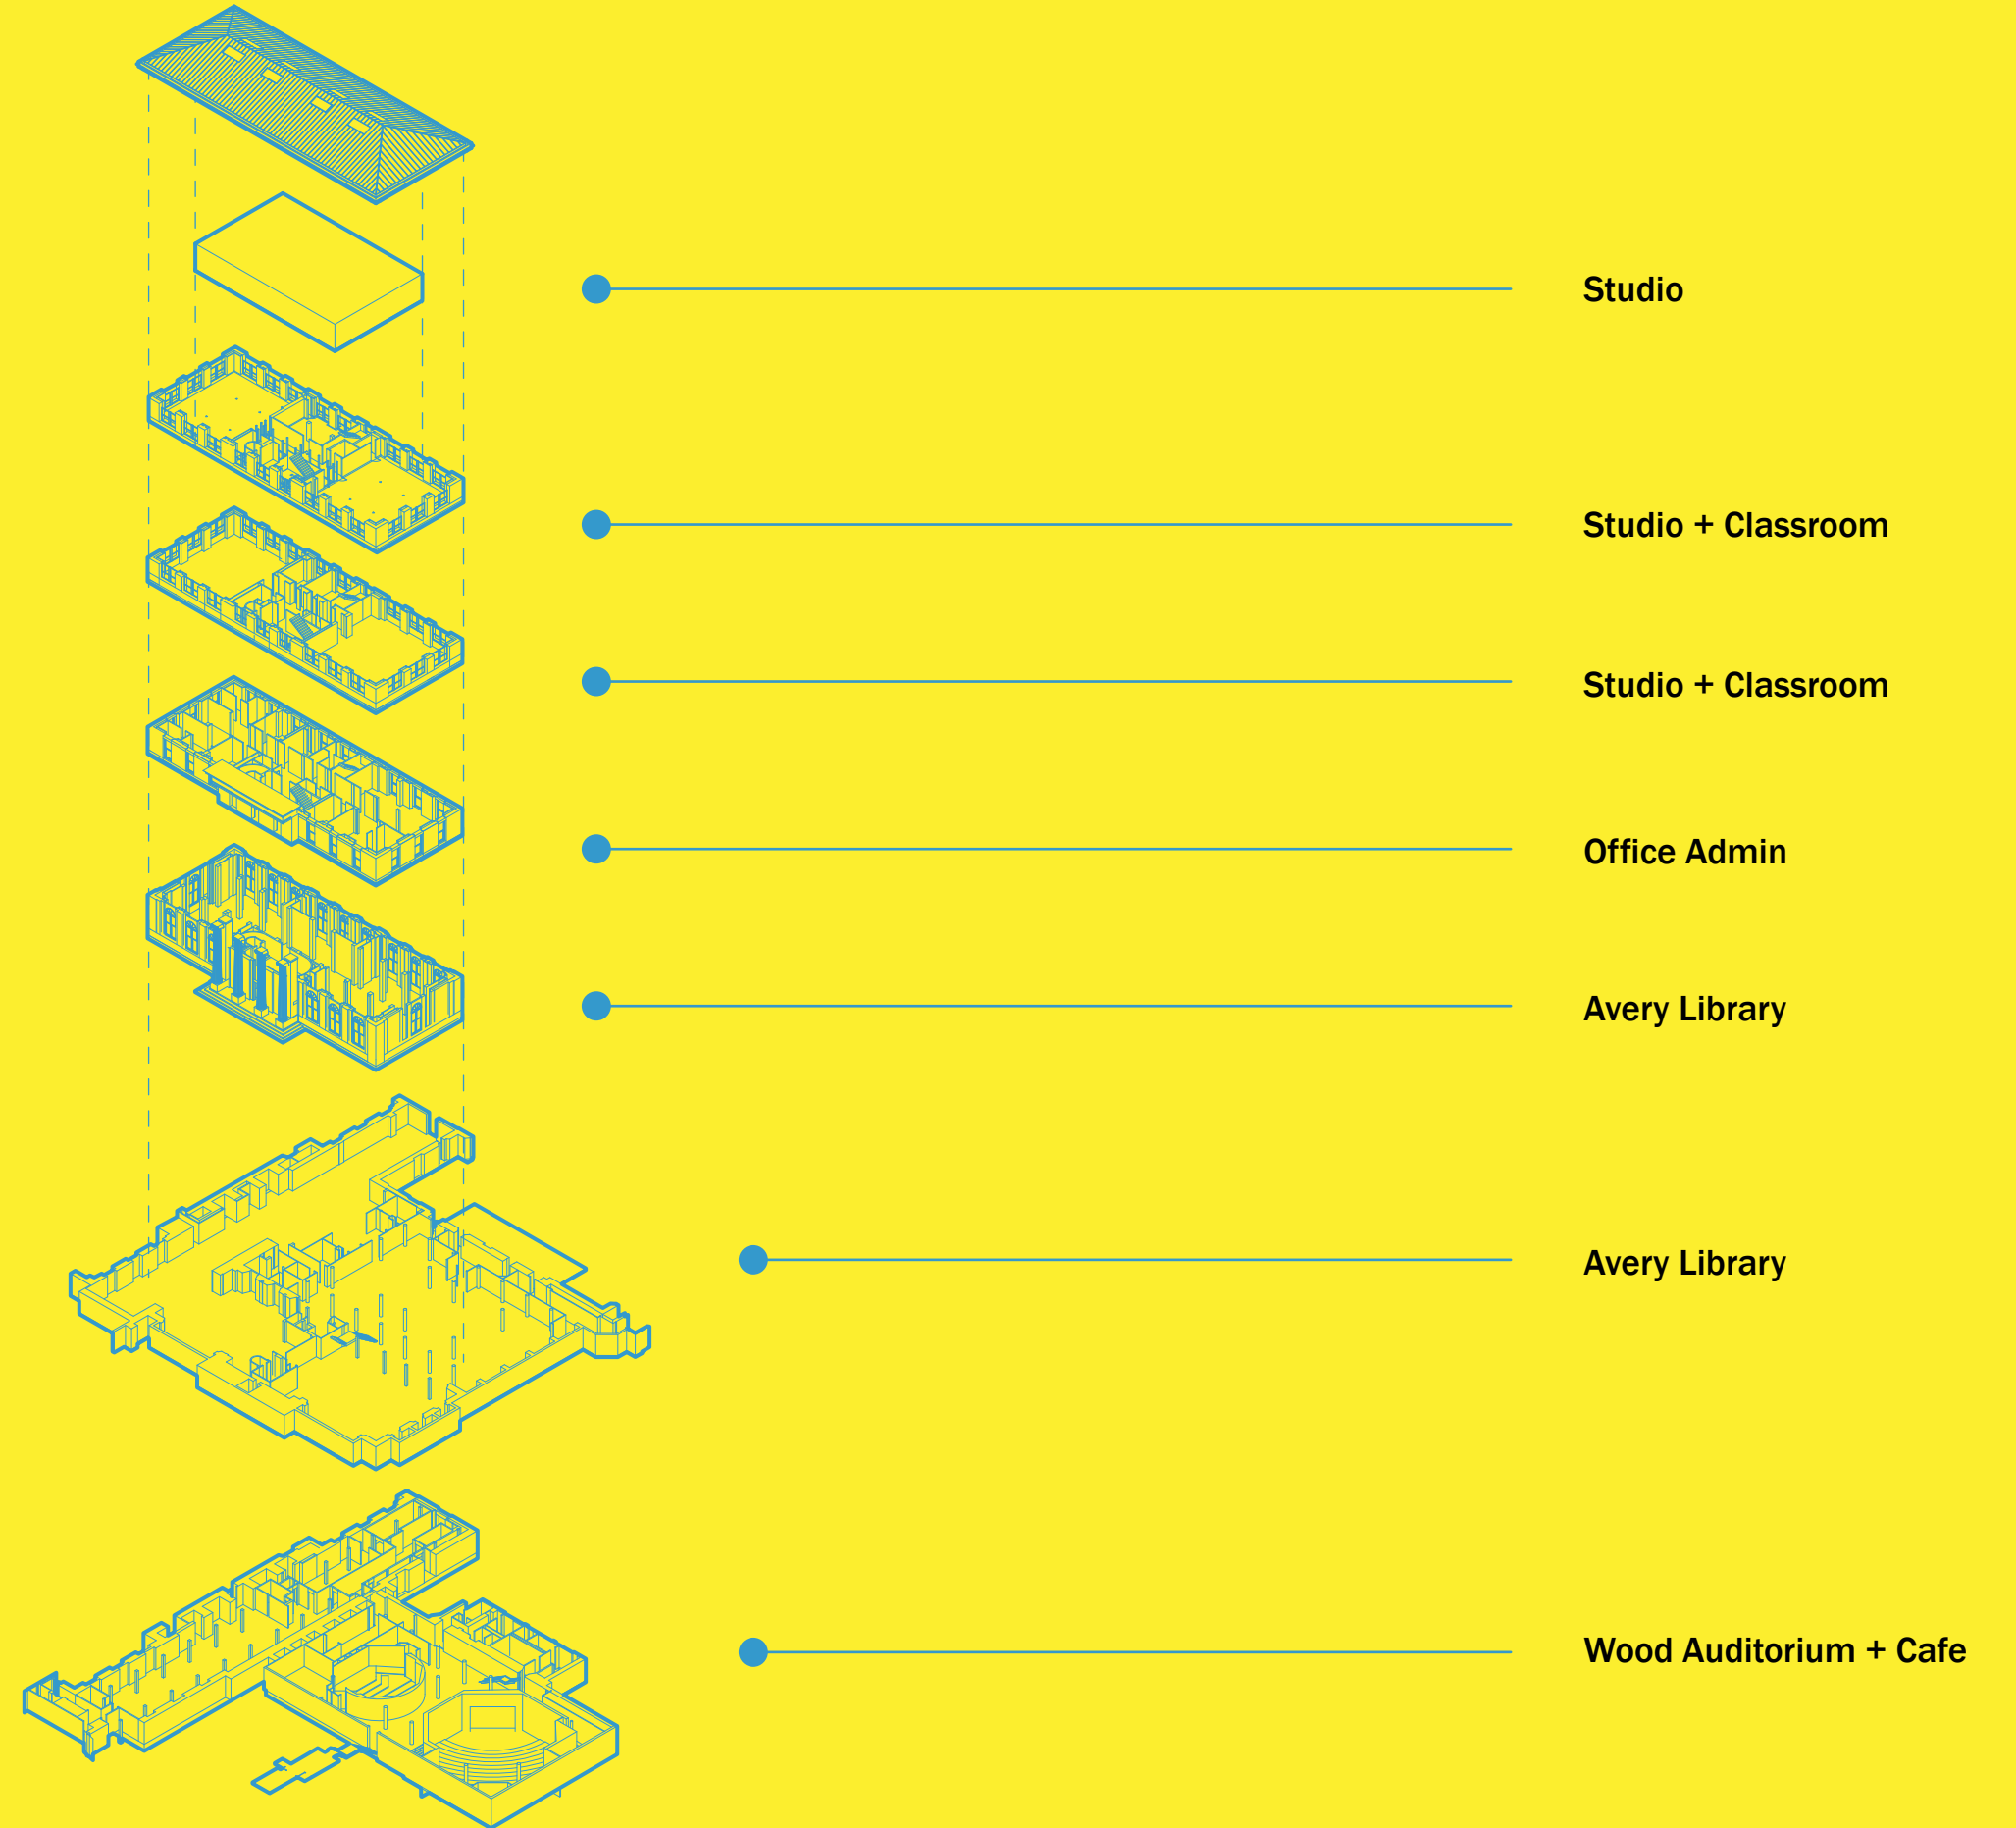 Studio
Studio + Classroom
Studio + Classroom
Office Admin
Avery Library
Avery Library
Wood Auditorium + Cafe